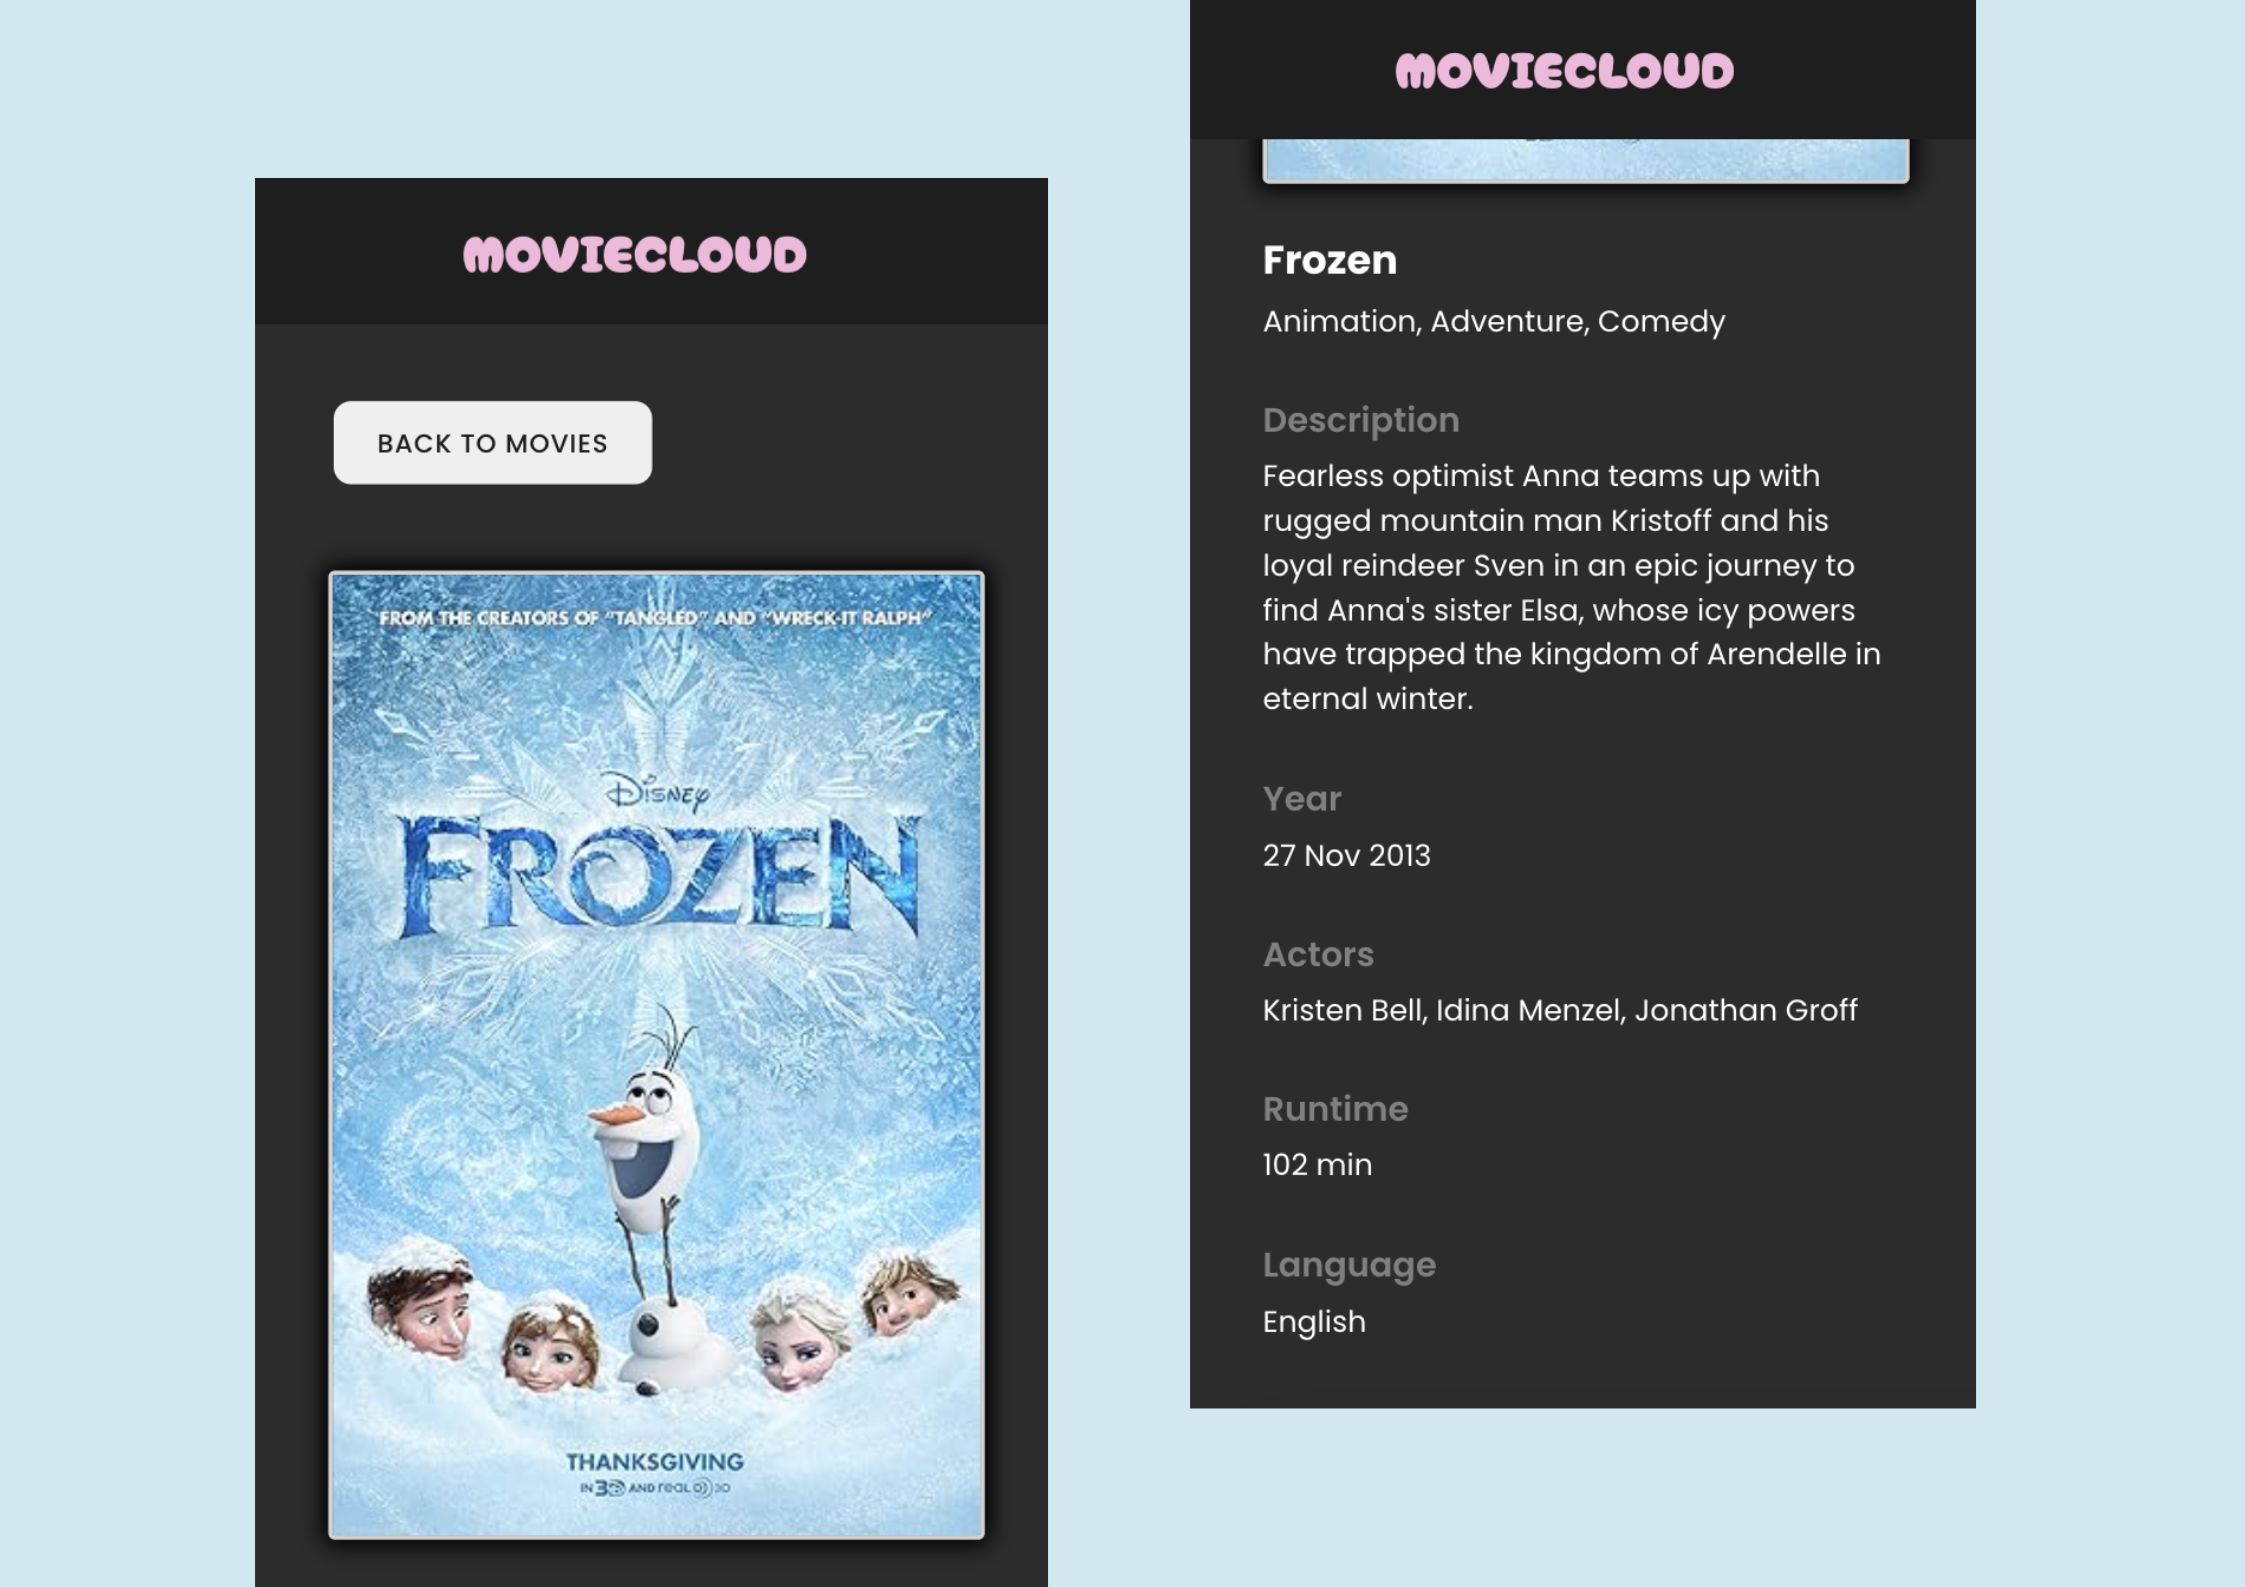 MOVIECLOUD
BACK TO MOVIES
FROM THE CREATORS OF "TANGLED" AND "WRECK-IT RALPH"
DISNEY
FROZEN
THANKSGIVING
IN 3D AND REAL D 3D
MOVIECLOUD
Frozen
Animation, Adventure, Comedy
Description
Fearless optimist Anna teams up with
rugged mountain man Kristoff and his
loyal reindeer Sven in an epic journey to
find Anna's sister Elsa, whose icy powers
have trapped the kingdom of Arendelle in
eternal winter.
Year
27 Nov 2013
Actors
Kristen Bell, Idina Menzel, Jonathan Groff
Runtime
102 min
Language
English